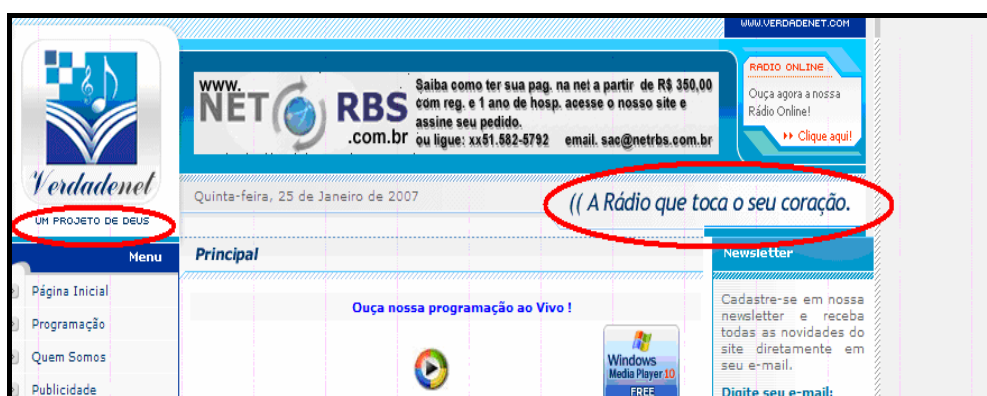 WWW.VERDADENET.COM
www.
NET RBS
.com.br
Saiba como ter sua pag. na net a partir de R$ 350,00
com reg. e 1 ano de hosp. acesse o nosso site e
assine seu pedido.
ou ligue: xx51.582-5792 email. sac@netrbs.com.br
RADIO ONLINE
Ouça agora a nossa
Rádio Online!
Clique aqui!
Verdadenet
UM PROJETO DE DEUS
Quinta-feira, 25 de Janeiro de 2007
(( A Rádio que toca o seu coração.
Menu
Página Inicial
Programação
Quem Somos
Publicidade
Principal
Ouça nossa programação ao Vivo !
Windows
Media Player 10
FREE
Newsletter
Cadastre-se em nossa
newsletter e receba
todas as novidades do
site diretamente em
seu e-mail.
Digite seu e-mail: